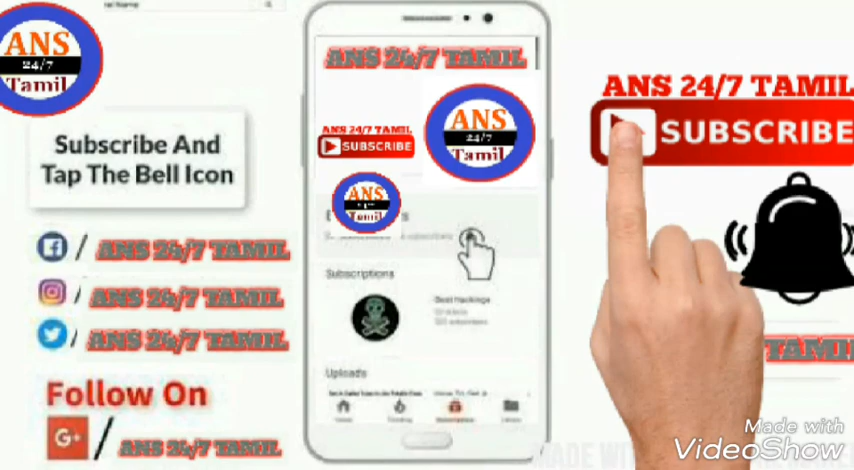 ANS
24/7
Tamil
Subscribe And
Tap The Bell Icon
/ ANS 24/7 TAMIL
/ ANS 24/7 TAMIL
/ ANS 24/7 TAMIL
Follow On
G+ / ANS 24/7 TAMIL
ANS 24/7 TAMIL
ANS 24/7 TAMIL
SUBSCRIBE
ANS
24/7
Tamil
ANS
Tamil
Subscriptions
Best hackings
Uploads
ANS 24/7 TAMIL
SUBSCRIBE
TAMIL
Made with
VideoShow